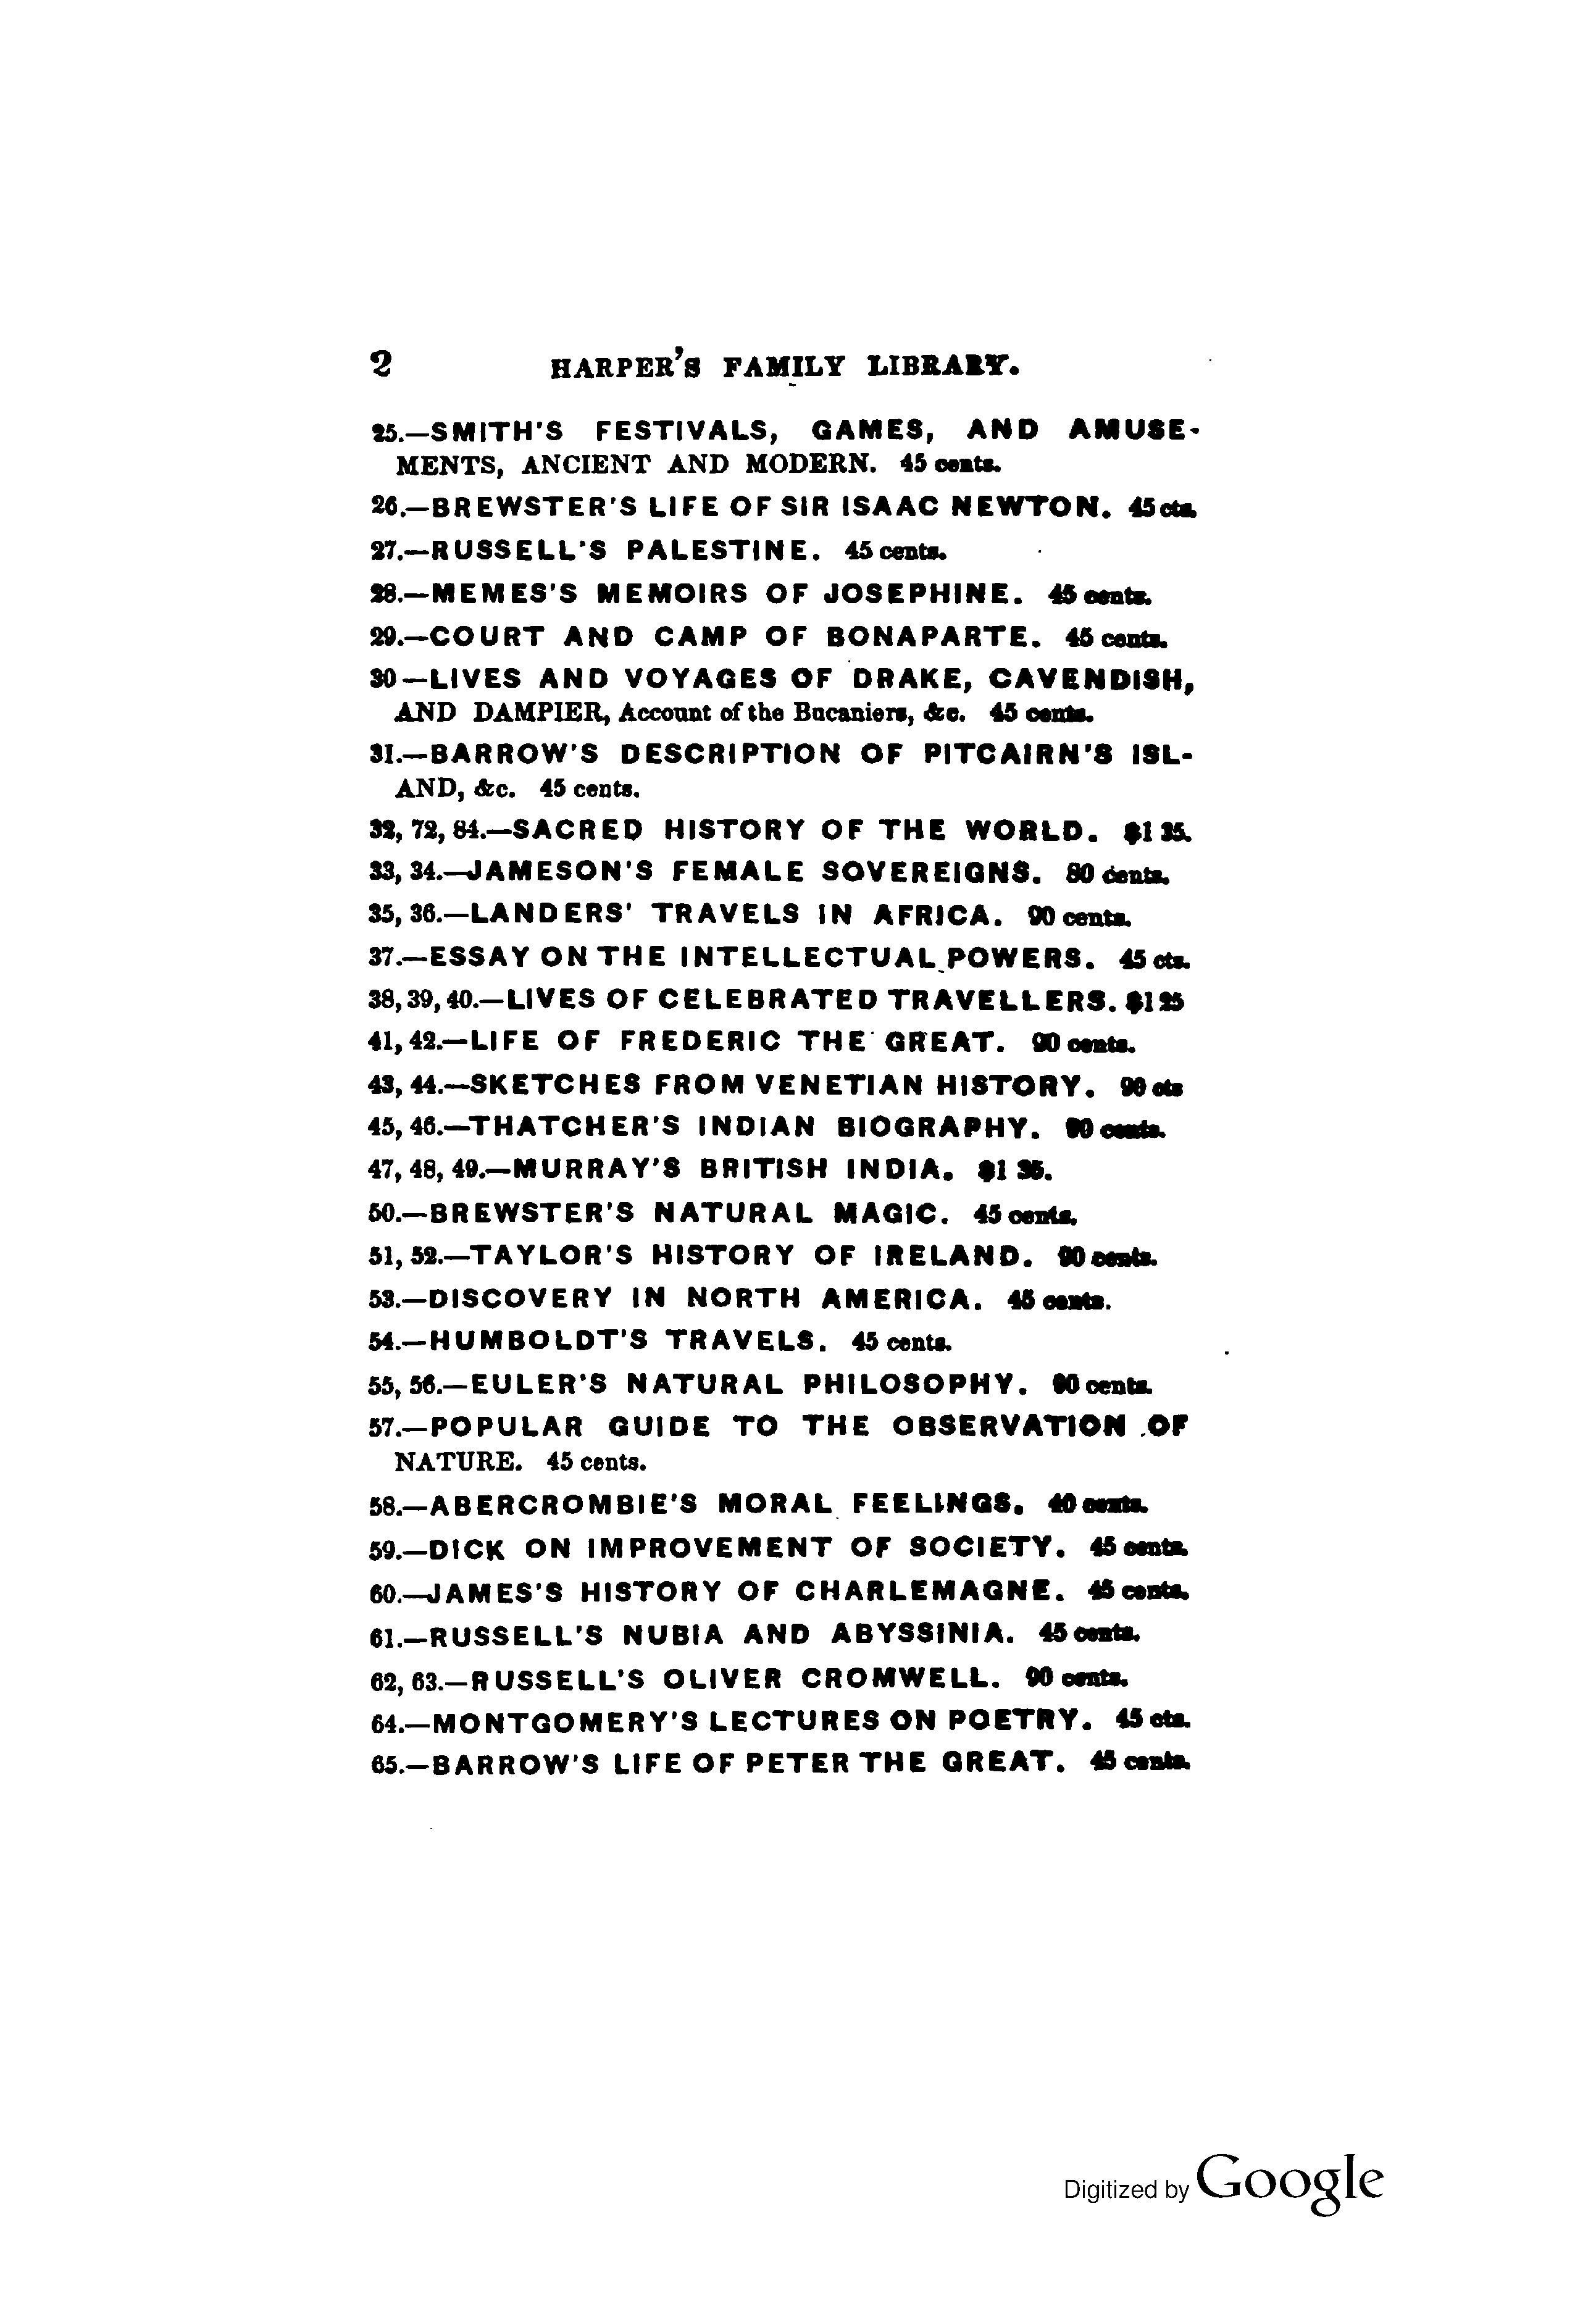 2 HARPER'S FAMILY LIBRARY.
25.—SMITH'S FESTIVALS, GAMES, AND AMUSE-
MENTS, ANCIENT AND MODERN. 45 cents.
26.—BREWSTER'S LIFE OF SIR ISAAC NEWTON. 45 cts.
27.—RUSSELL'S PALESTINE. 45 cents.
28.—MEMES'S MEMOIRS OF JOSEPHINE. 45 cents.
29.—COURT AND CAMP OF BONAPARTE. 45 cents.
30—LIVES AND VOYAGES OF DRAKE, CAVENDISH,
AND DAMPIER, Account of the Bucaniers, &c. 45 cents.
31.—BARROW'S DESCRIPTION OF PITCAIRN'S ISL-
AND, &c. 45 cents.
32, 72, 84.—SACRED HISTORY OF THE WORLD. $1 35.
33, 34.—JAMESON'S FEMALE SOVEREIGNS. 80 cents.
35, 36.—LANDERS' TRAVELS IN AFRICA. 90 cents.
37.—ESSAY ON THE INTELLECTUAL POWERS. 45 cts.
38, 39, 40.—LIVES OF CELEBRATED TRAVELLERS. $1 25
41, 42.—LIFE OF FREDERIC THE GREAT. 90 cents.
43, 44.—SKETCHES FROM VENETIAN HISTORY. 90 cts
45, 46.—THATCHER'S INDIAN BIOGRAPHY. 90 cents.
47, 48, 49.—MURRAY'S BRITISH INDIA. $1 35.
50.—BREWSTER'S NATURAL MAGIC. 45 cents.
51, 52.—TAYLOR'S HISTORY OF IRELAND. 90 cents.
53.—DISCOVERY IN NORTH AMERICA. 45 cents.
54.—HUMBOLDT'S TRAVELS. 45 cents.
55, 56.—EULER'S NATURAL PHILOSOPHY. 90 cents.
57.—POPULAR GUIDE TO THE OBSERVATION OF
NATURE. 45 cents.
58.—ABERCROMBIE'S MORAL FEELINGS. 40 cents.
59.—DICK ON IMPROVEMENT OF SOCIETY. 45 cents.
60.—JAMES'S HISTORY OF CHARLEMAGNE. 45 cents.
61.—RUSSELL'S NUBIA AND ABYSSINIA. 45 cents.
62, 63.—RUSSELL'S OLIVER CROMWELL. 90 cents.
64.—MONTGOMERY'S LECTURES ON POETRY. 45 cts.
65.—BARROW'S LIFE OF PETER THE GREAT. 45 cents.
Digitized by Google